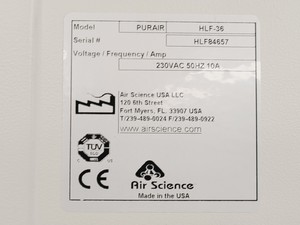 Model PURAIR HLF-36
Serial # HLF84657
Voltage / Frequency / Amp
230VAC 50HZ 10A
Air Science USA LLC
120 6th Street
Fort Myers, FL. 33907 USA
T/239-489-0024 F/239-489-0922
www.airscience.com
TUV
CE
Air Science
Made in the USA